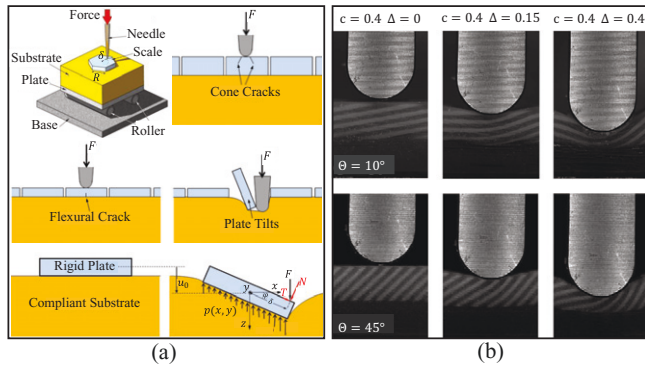 Force
Needle
δ
Scale
Substrate
R
Plate
Base
Roller
F
Cone Cracks
F
Flexural Crack
F
Plate Tilts
Rigid Plate
Compliant Substrate
u₀
F
N
x
T
y
φ
δ
p(x, y)
z
(a)
c = 0.4 Δ = 0
c = 0.4 Δ = 0.15
c = 0.4 Δ = 0.4
Θ = 10°
Θ = 45°
(b)